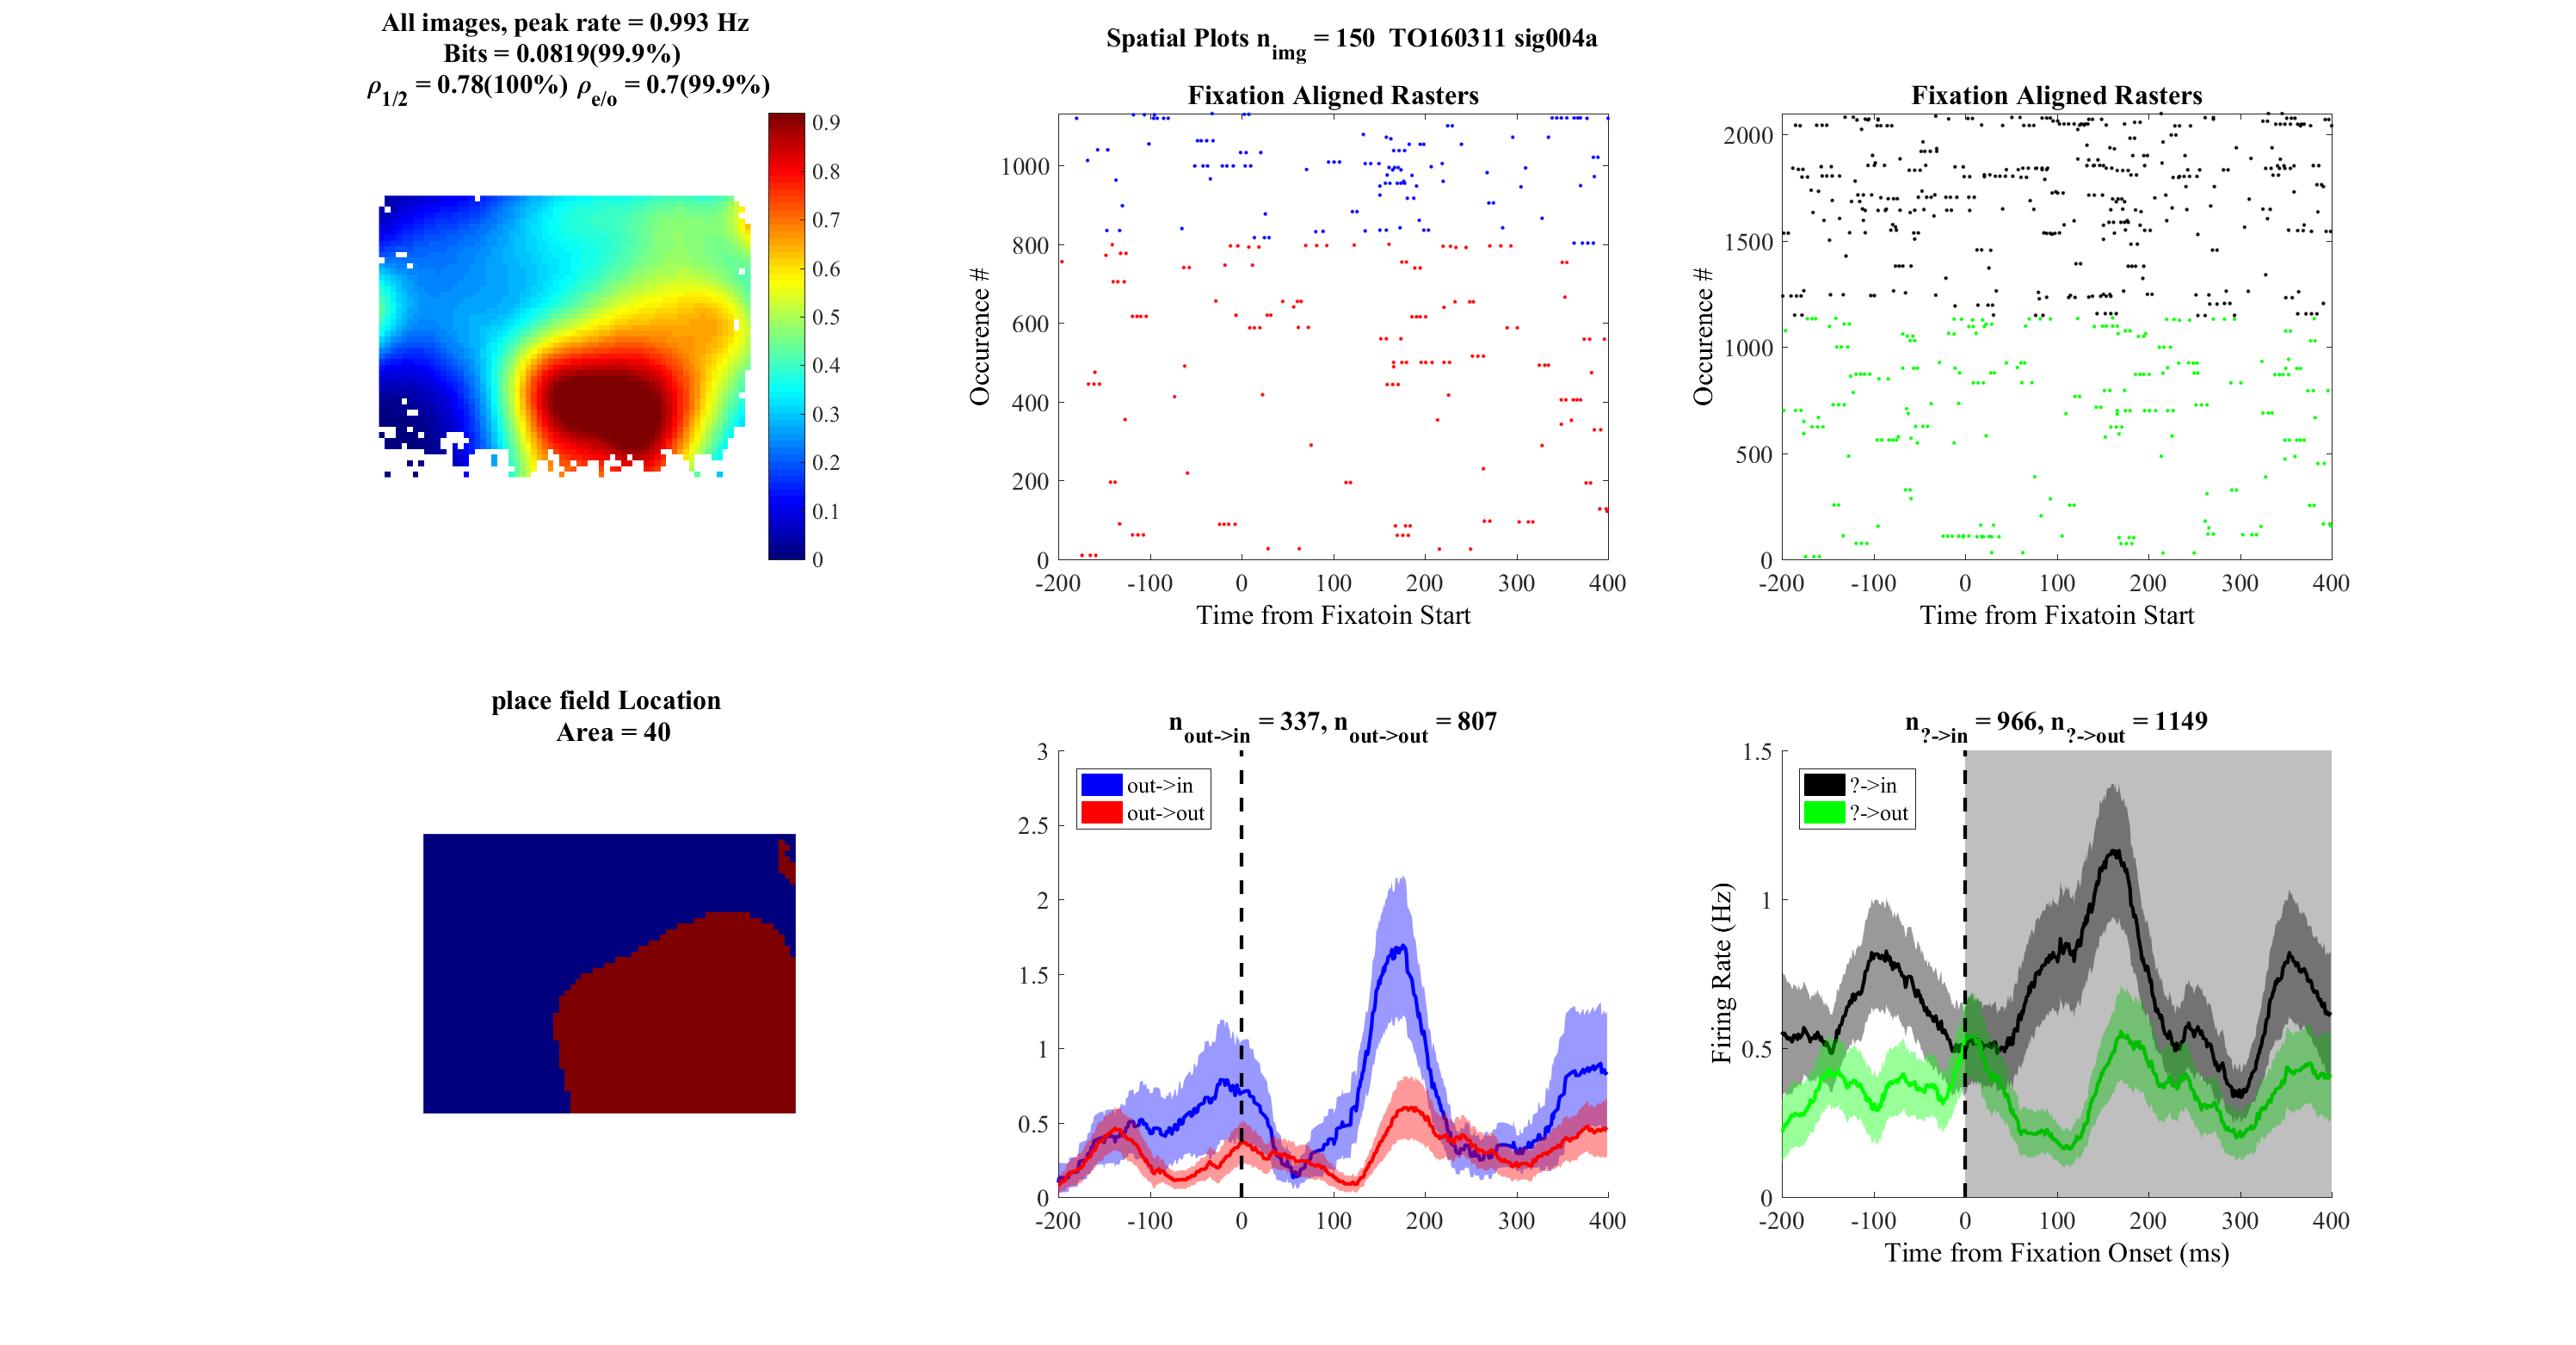 All images, peak rate = 0.993 Hz
Bits = 0.0819(99.9%)
ρ1/2 = 0.78(100%) ρe/o = 0.7(99.9%)
0.9
0.8
0.7
0.6
0.5
0.4
0.3
0.2
0.1
0
Spatial Plots nimg = 150 TO160311 sig004a
Fixation Aligned Rasters
Occurence #
1000
800
600
400
200
0
-200 -100 0 100 200 300 400
Time from Fixatoin Start
Fixation Aligned Rasters
Occurence #
2000
1500
1000
500
0
-200 -100 0 100 200 300 400
Time from Fixatoin Start
place field Location
Area = 40
nout->in = 337, nout->out = 807
3
2.5
2
1.5
1
0.5
0
out->in
out->out
-200 -100 0 100 200 300 400
n?->in = 966, n?->out = 1149
Firing Rate (Hz)
1.5
1
0.5
0
?->in
?->out
-200 -100 0 100 200 300 400
Time from Fixation Onset (ms)